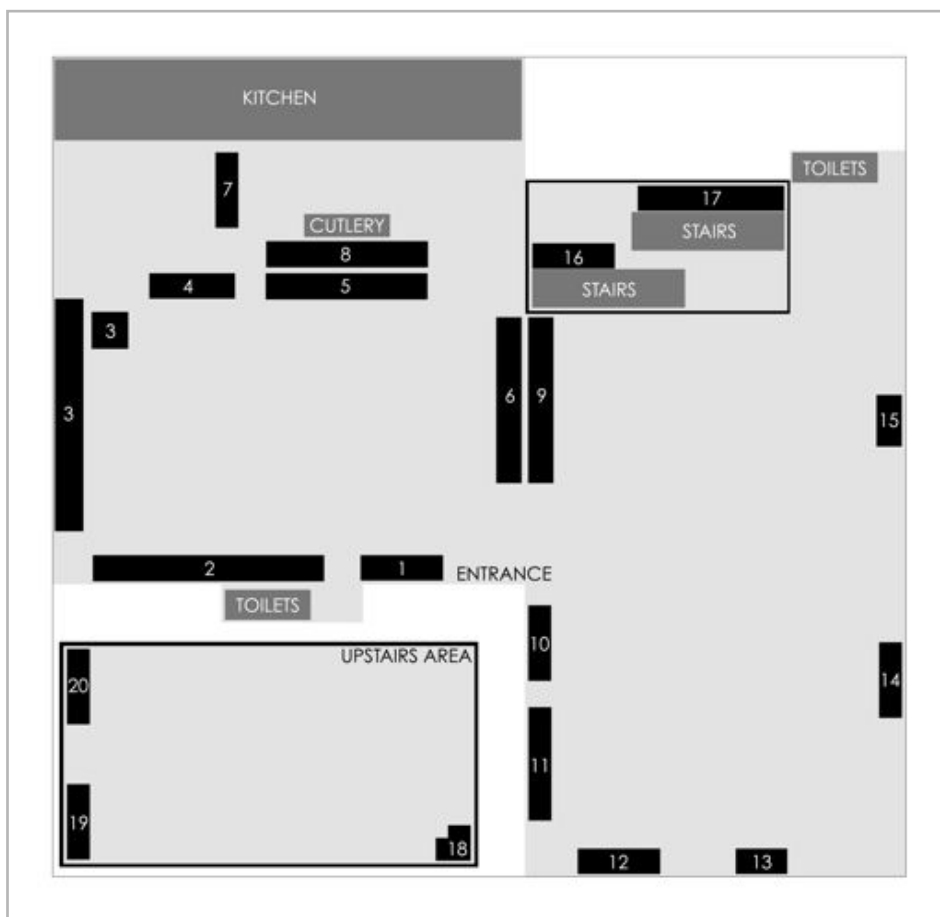 KITCHEN
TOILETS
7
17
CUTLERY
STAIRS
8
16
4
5
STAIRS
3
3
6
9
15
2
1
ENTRANCE
TOILETS
10
UPSTAIRS AREA
20
14
11
19
18
12
13